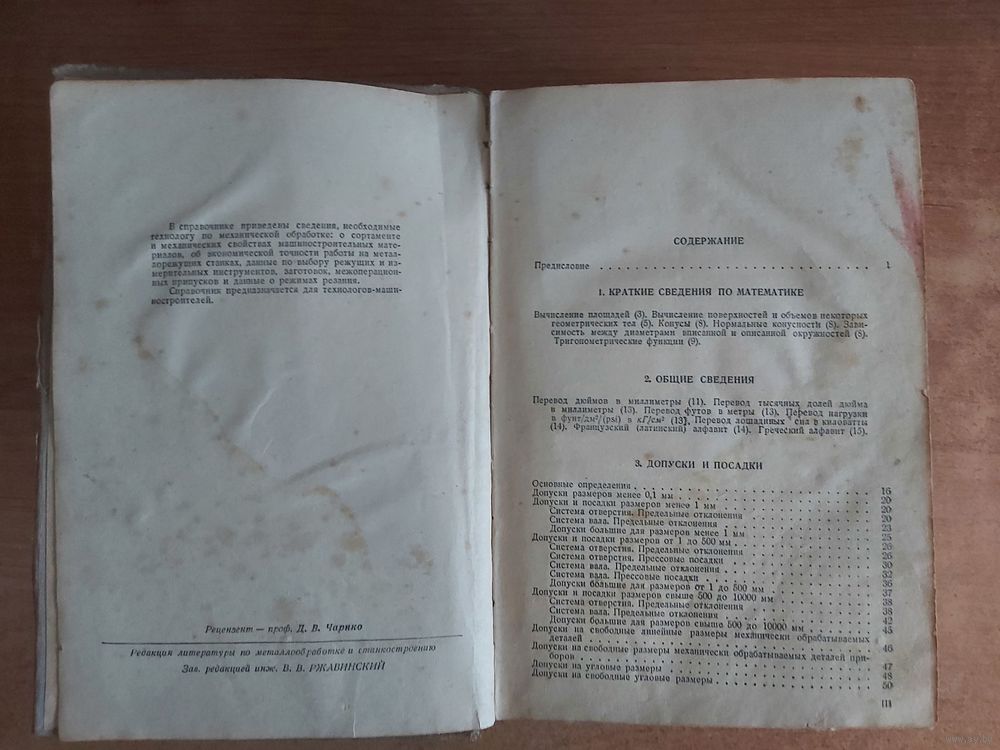 В справочнике приведены сведения, необходимые
технологу по механической обработке: о сортаменте
и механических свойствах машиностроительных мате-
риалов, об экономической точности работы на метал-
лорежущих станках, данные по выбору режущих и из-
мерительных инструментов, заготовок, межоперацион-
ных припусков и данные о режимах резания.
Справочник предназначается для технологов-маши-
ностроителей.
Рецензент — проф. Д. В. Чарнко
Редакция литературы по металлообработке и станкостроению
Зав. редакцией инж. В. В. РЖАВИНСКИЙ
СОДЕРЖАНИЕ
Предисловие . . . . . . . . . . . . . . . . . . . . 1
1. КРАТКИЕ СВЕДЕНИЯ ПО МАТЕМАТИКЕ
Вычисление площадей (3). Вычисление поверхностей и объемов некоторых
геометрических тел (5). Конусы (8). Нормальные конусности (8). Зави-
симость между диаметрами вписанной и описанной окружностей (8).
Тригонометрические функции (9).
2. ОБЩИЕ СВЕДЕНИЯ
Перевод дюймов в миллиметры (11). Перевод тысячных долей дюйма
в миллиметры (13). Перевод футов в метры (13). Перевод нагрузки
в фунт/дм²/(psi) в кГ/см² (13). Перевод лошадиных сил в киловатты
(14). Французский (латинский) алфавит (14). Греческий алфавит (15).
3. ДОПУСКИ И ПОСАДКИ
Основные определения . . . . . . . . . . . . . . . . 16
Допуски размеров менее 0,1 мм . . . . . . . . . . . . 20
Допуски и посадки размеров менее 1 мм . . . . . . . . 20
Система отверстия. Предельные отклонения . . . . . . 20
Система вала. Предельные отклонения . . . . . . . . 23
Допуски большие для размеров менее 1 мм . . . . . . 25
Допуски и посадки размеров от 1 до 500 мм . . . . . . 26
Система отверстия. Предельные отклонения . . . . . . 26
Система отверстия. Прессовые посадки . . . . . . . . 30
Система вала. Предельные отклонения . . . . . . . . 32
Система вала. Прессовые посадки . . . . . . . . . . 36
Допуски большие для размеров от 1 до 500 мм . . . . 37
Допуски и посадки размеров свыше 500 до 10000 мм . . 38
Система отверстия. Предельные отклонения . . . . . . 38
Система вала. Предельные отклонения . . . . . . . . 42
Допуски большие для размеров свыше 500 до 10000 мм . . 45
Допуски на свободные линейные размеры механически обрабатываемых
деталей . . . . . . . . . . . . . . . . . . . . . . 46
Допуски на свободные размеры механически обрабатываемых деталей при-
боров . . . . . . . . . . . . . . . . . . . . . . . 47
Допуски на угловые размеры . . . . . . . . . . . . . 48
Допуски на свободные угловые размеры . . . . . . . . 50
III